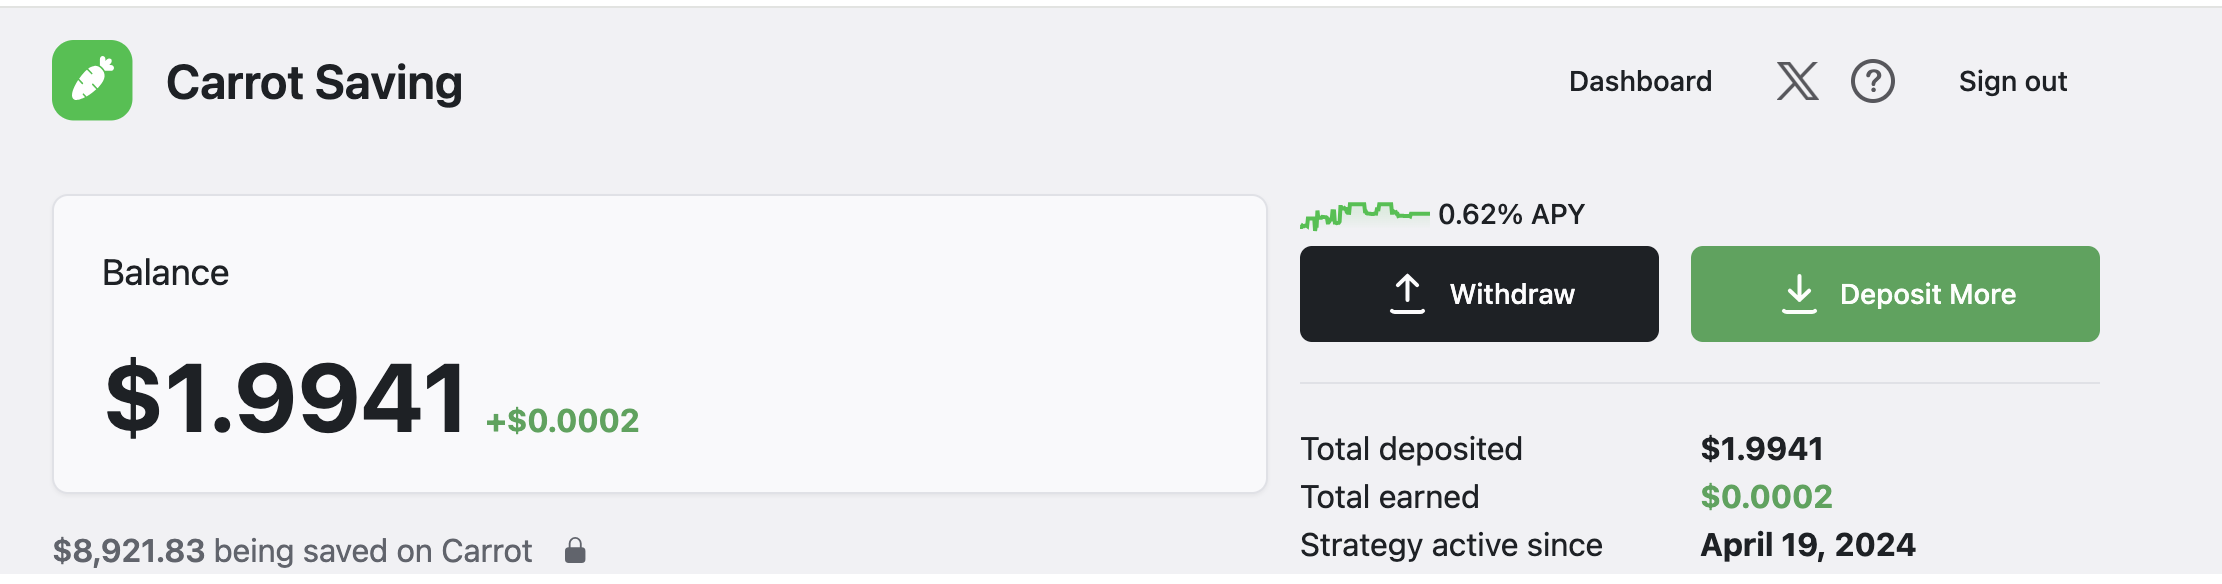 Carrot Saving
Dashboard
Sign out
Balance
$1.9941 +$0.0002
$8,921.83 being saved on Carrot
0.62% APY
Withdraw
Deposit More
Total deposited $1.9941
Total earned $0.0002
Strategy active since April 19, 2024